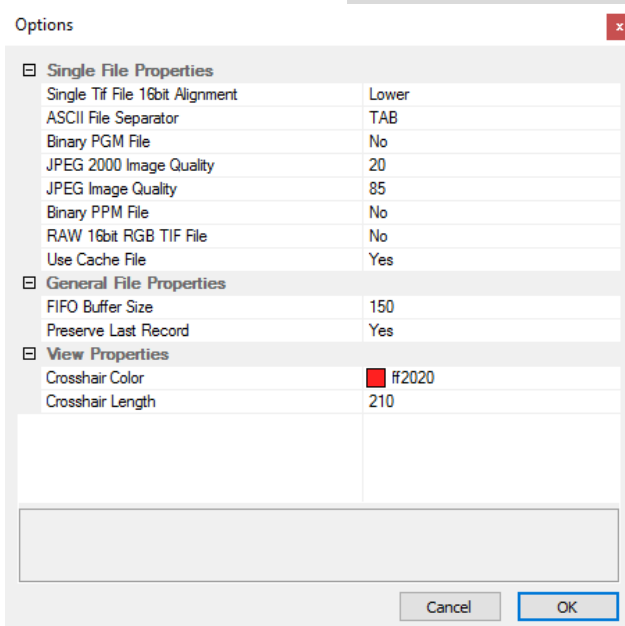 Options
x
Single File Properties
Single Tif File 16bit Alignment Lower
ASCII File Separator TAB
Binary PGM File No
JPEG 2000 Image Quality 20
JPEG Image Quality 85
Binary PPM File No
RAW 16bit RGB TIF File No
Use Cache File Yes
General File Properties
FIFO Buffer Size 150
Preserve Last Record Yes
View Properties
Crosshair Color ff2020
Crosshair Length 210
Cancel OK